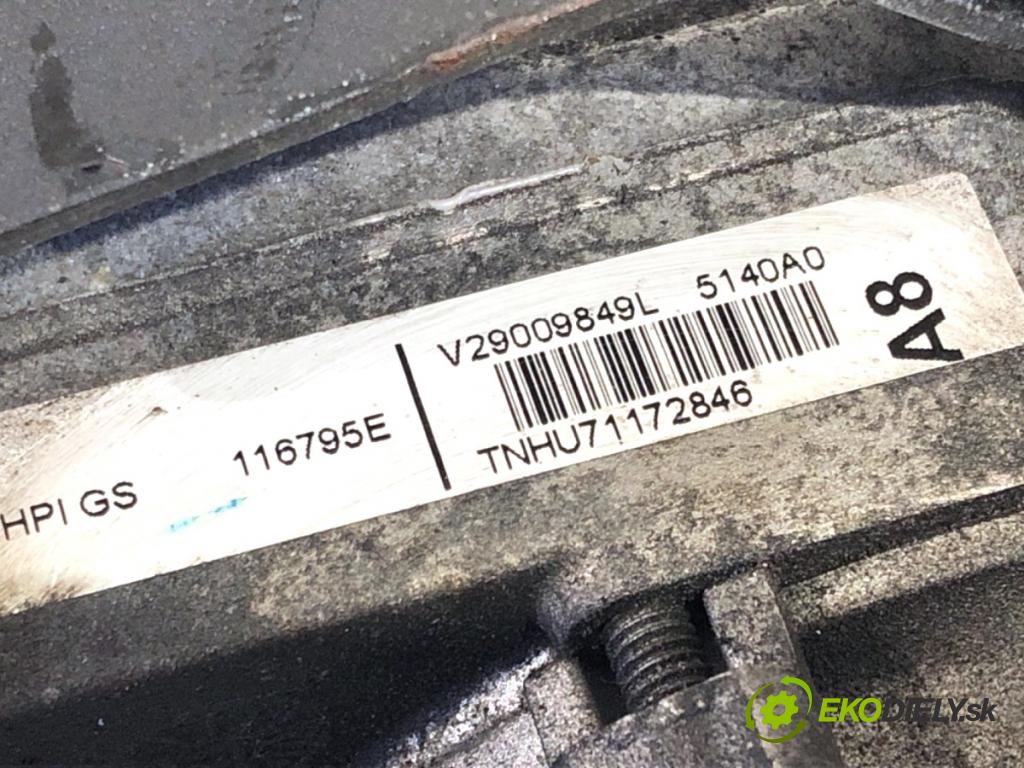 V29009849L 5140A0
A8
TNHU71172846
HPI GS 116795E
EKODIELY.sk